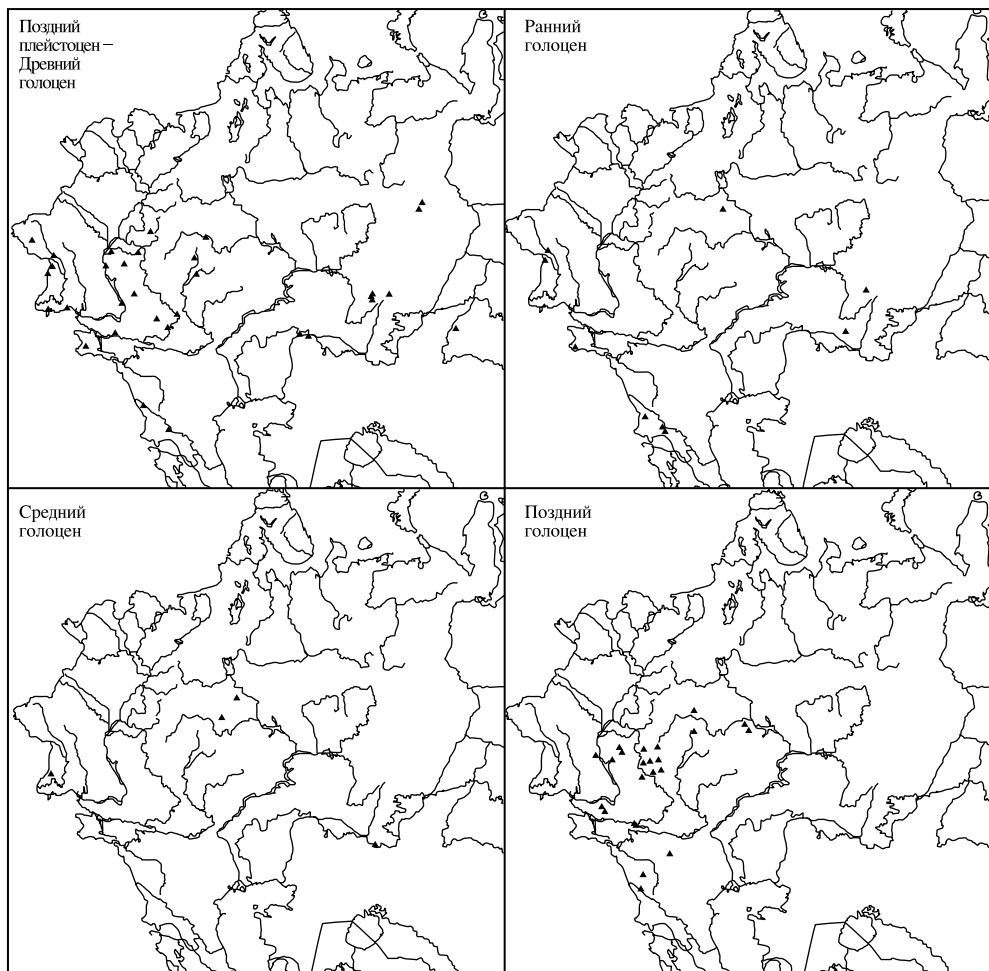 Поздний
плейстоцен –
Древний
голоцен
Ранний
голоцен
Средний
голоцен
Поздний
голоцен